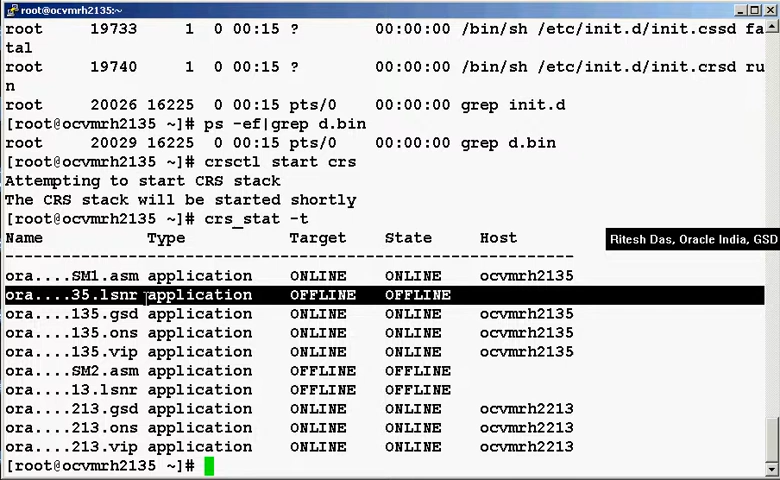 root@ocvmrh2135:~
root     19733     1  0 00:15 ?        00:00:00 /bin/sh /etc/init.d/init.cssd fa
tal
root     19740     1  0 00:15 ?        00:00:00 /bin/sh /etc/init.d/init.crsd ru
n
root     20026 16225  0 00:15 pts/0    00:00:00 grep init.d
[root@ocvmrh2135 ~]# ps -ef|grep d.bin
root     20029 16225  0 00:15 pts/0    00:00:00 grep d.bin
[root@ocvmrh2135 ~]# crsctl start crs
Attempting to start CRS stack
The CRS stack will be started shortly
[root@ocvmrh2135 ~]# crs_stat -t
Name           Type           Target    State     Host
Ritesh Das, Oracle India, GSD
------------------------------------------------------------
ora....SM1.asm application    ONLINE    ONLINE    ocvmrh2135
ora....35.lsnr application    OFFLINE   OFFLINE
ora....135.gsd application    ONLINE    ONLINE    ocvmrh2135
ora....135.ons application    ONLINE    ONLINE    ocvmrh2135
ora....135.vip application    ONLINE    ONLINE    ocvmrh2135
ora....SM2.asm application    OFFLINE   OFFLINE
ora....13.lsnr application    OFFLINE   OFFLINE
ora....213.gsd application    ONLINE    ONLINE    ocvmrh2213
ora....213.ons application    ONLINE    ONLINE    ocvmrh2213
ora....213.vip application    ONLINE    ONLINE    ocvmrh2213
[root@ocvmrh2135 ~]#